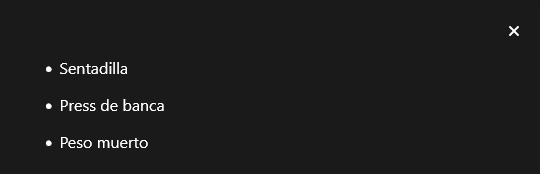 • Sentadilla
• Press de banca
• Peso muerto